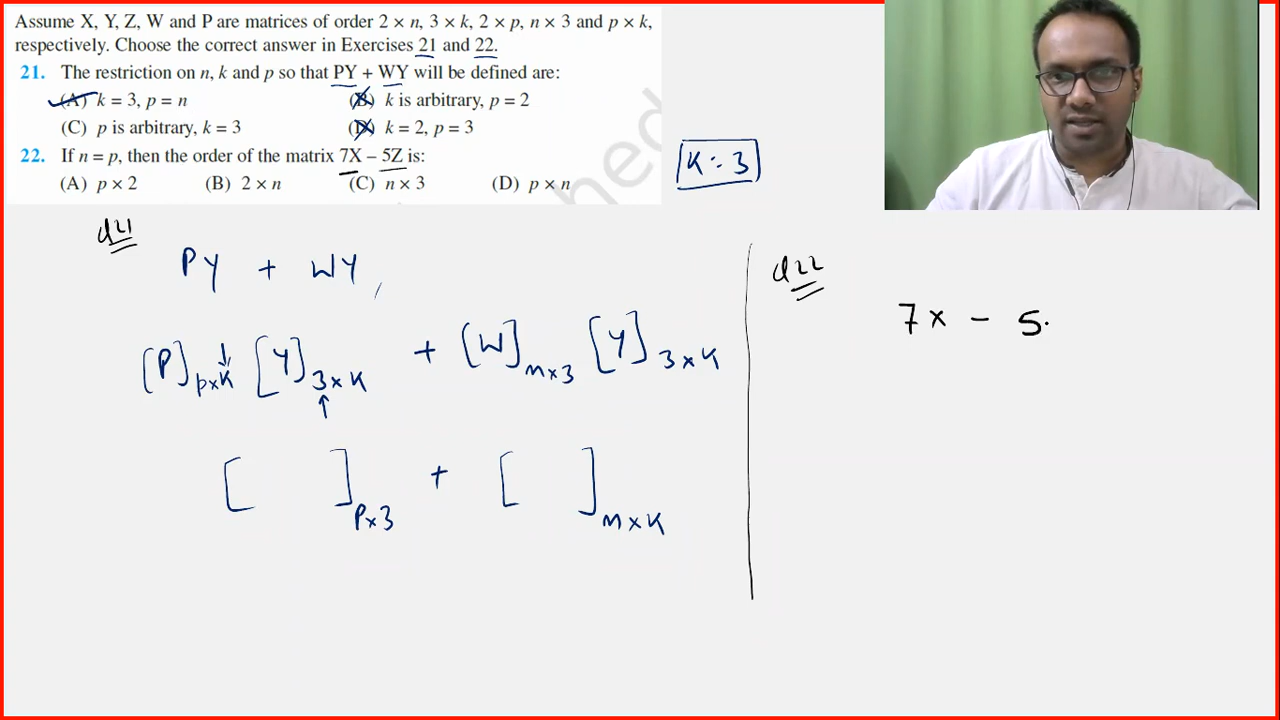 Assume X, Y, Z, W and P are matrices of order 2 × n, 3 × k, 2 × p, n × 3 and p × k,
respectively. Choose the correct answer in Exercises 21 and 22.
21. The restriction on n, k and p so that PY + WY will be defined are:
(A) k = 3, p = n (B) k is arbitrary, p = 2
(C) p is arbitrary, k = 3 (D) k = 2, p = 3
22. If n = p, then the order of the matrix 7X – 5Z is:
(A) p × 2 (B) 2 × n (C) n × 3 (D) p × n
K = 3
Q21
PY + WY,
[P]p×K [Y]3×K + [W]n×3 [Y]3×K
[ ]P×3 + [ ]n×K
Q22
7x – 5.